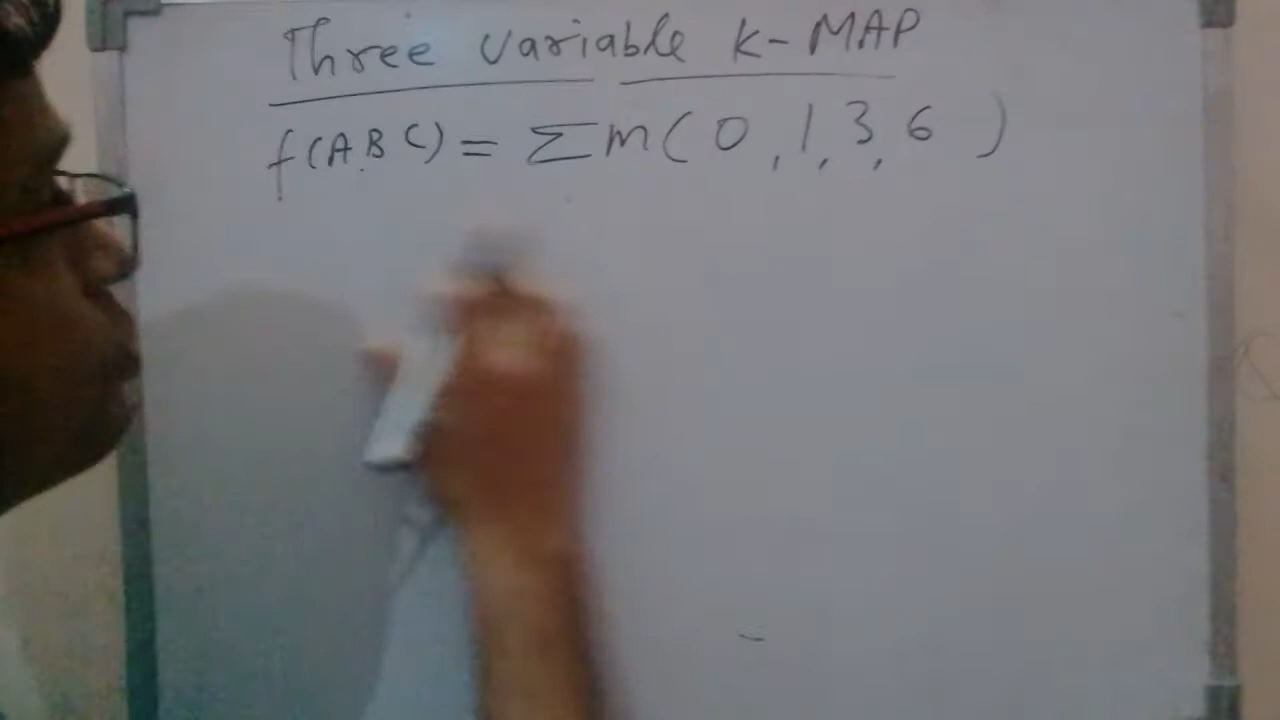 Three variable K-MAP
f(A,B C) = Σm(0,1,3,6 )